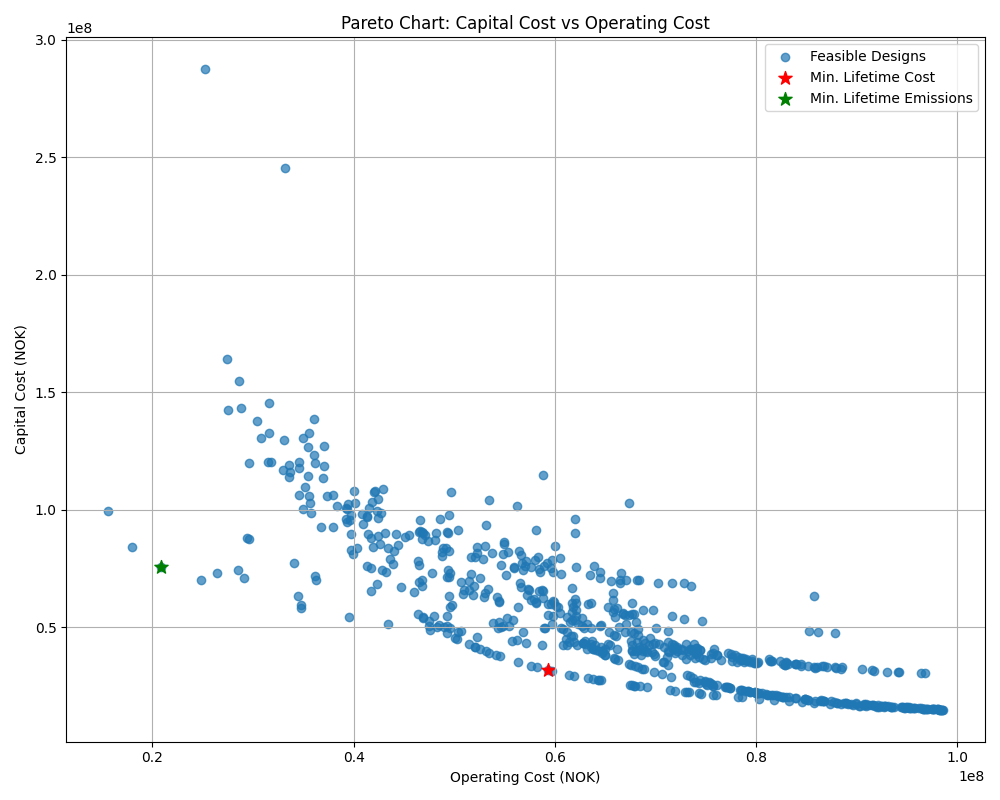 Pareto Chart: Capital Cost vs Operating Cost
1e8
3.0
2.5
2.0
1.5
1.0
0.5
Capital Cost (NOK)
Feasible Designs
Min. Lifetime Cost
Min. Lifetime Emissions
0.2
0.4
0.6
0.8
1.0
1e8
Operating Cost (NOK)